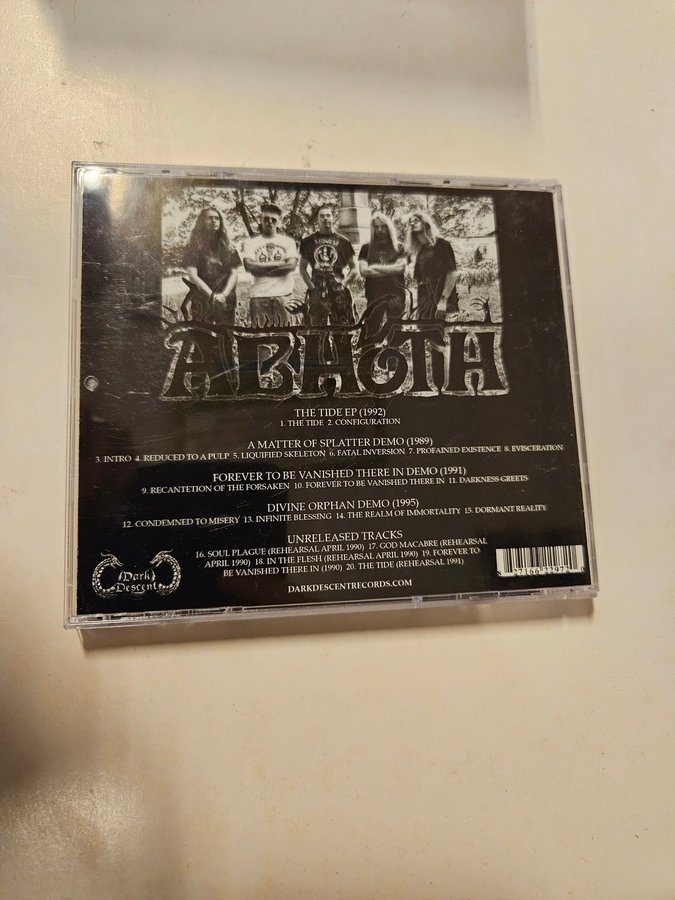 ABHOTH
THE TIDE EP (1992)
1. THE TIDE 2. CONFIGURATION
A MATTER OF SPLATTER DEMO (1989)
3. INTRO 4. REDUCED TO A PULP 5. LIQUIFIED SKELETON 6. FATAL INVERSION 7. PROFAINED EXISTENCE 8. EVISCERATION
FOREVER TO BE VANISHED THERE IN DEMO (1991)
9. RECANTETION OF THE FORSAKEN 10. FOREVER TO BE VANISHED THERE IN 11. DARKNESS GREETS
DIVINE ORPHAN DEMO (1995)
12. CONDEMNED TO MISERY 13. INFINITE BLESSING 14. THE REALM OF IMMORTALITY 15. DORMANT REALITY
UNRELEASED TRACKS
16. SOUL PLAGUE (REHEARSAL APRIL 1990) 17. GOD MACABRE (REHEARSAL
APRIL 1990) 18. IN THE FLESH (REHEARSAL APRIL 1990) 19. FOREVER TO
BE VANISHED THERE IN (1990) 20. THE TIDE (REHEARSAL 1991)
DARKDESCENTRECORDS.COM
Dark
Descent